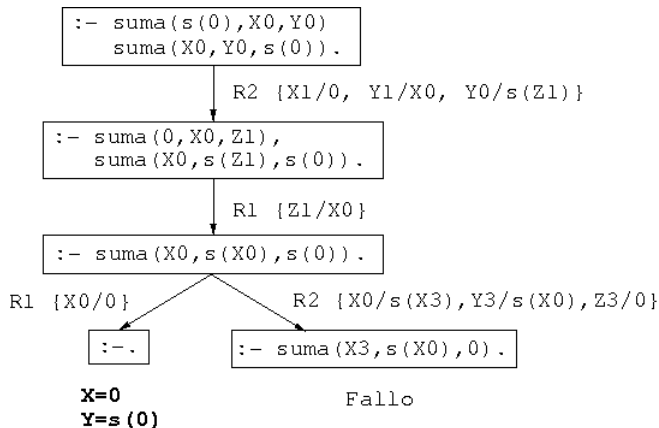 :- suma(s(0),X0,Y0)
suma(X0,Y0,s(0)).
R2 {X1/0, Y1/X0, Y0/s(Z1)}
:- suma(0,X0,Z1),
suma(X0,s(Z1),s(0)).
R1 {Z1/X0}
:- suma(X0,s(X0),s(0)).
R1 {X0/0}
R2 {X0/s(X3),Y3/s(X0),Z3/0}
:-.
:- suma(X3,s(X0),0).
X=0
Y=s(0)
Fallo